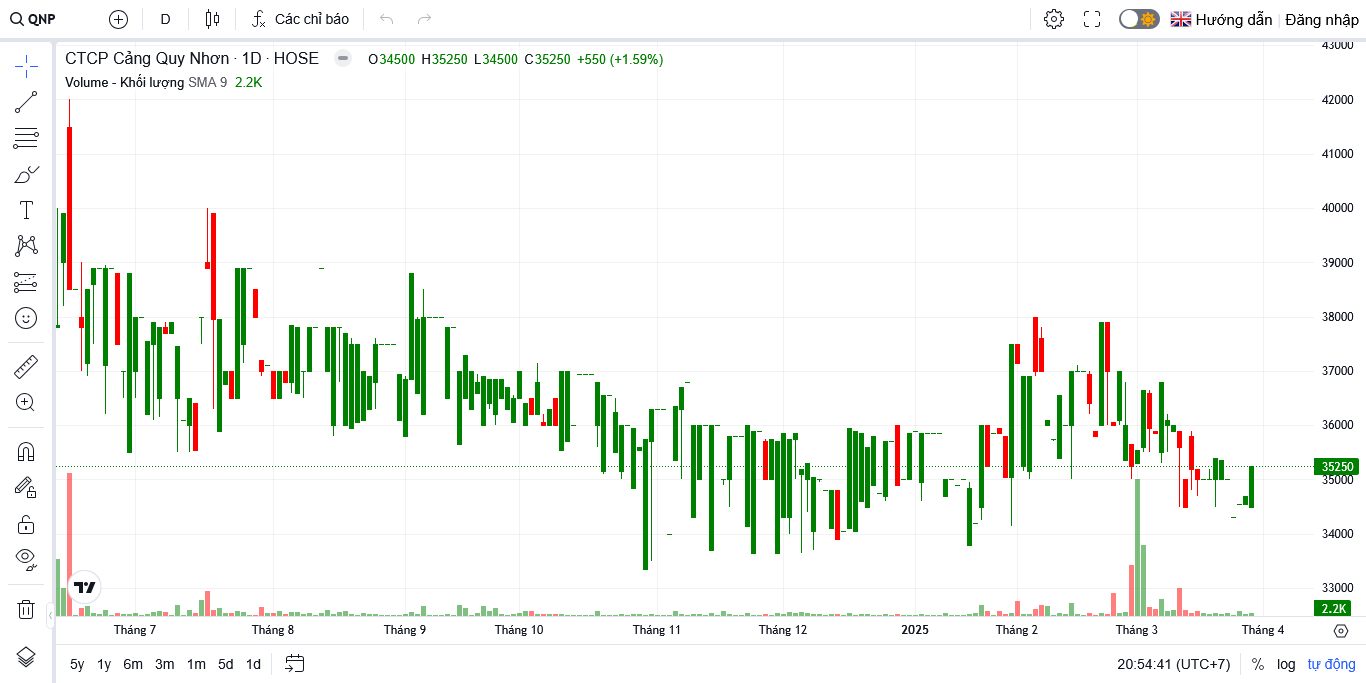 QNP D Các chỉ báo Hướng dẫn Đăng nhập
CTCP Cảng Quy Nhơn · 1D · HOSE O34500 H35250 L34500 C35250 +550 (+1.59%)
Volume - Khối lượng SMA 9 2.2K
43000
42000
41000
40000
39000
38000
37000
36000
35250
35000
34000
33000
2.2K
Tháng 7 Tháng 8 Tháng 9 Tháng 10 Tháng 11 Tháng 12 2025 Tháng 2 Tháng 3 Tháng 4
5y 1y 6m 3m 1m 5d 1d 20:54:41 (UTC+7) % log tự động